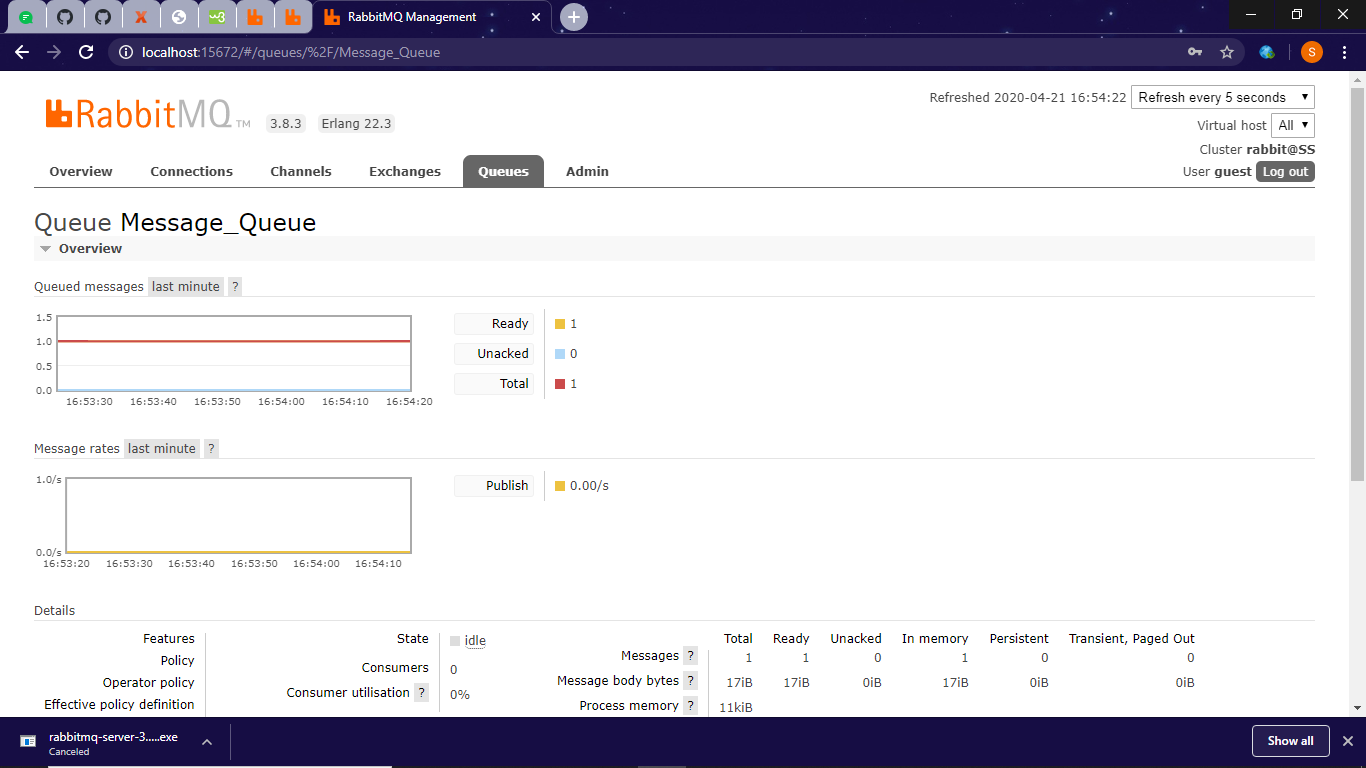 RabbitMQ Management
localhost:15672/#/queues/%2F/Message_Queue
S
Refreshed 2020-04-21 16:54:22 Refresh every 5 seconds
RabbitMQ TM 3.8.3 Erlang 22.3
Virtual host All
Cluster rabbit@SS
User guest Log out
Overview Connections Channels Exchanges Queues Admin
Queue Message_Queue
Overview
Queued messages last minute ?
1.5
1.0
0.5
0.0
16:53:30 16:53:40 16:53:50 16:54:00 16:54:10 16:54:20
Ready 1
Unacked 0
Total 1
Message rates last minute ?
1.0/s
0.0/s
16:53:20 16:53:30 16:53:40 16:53:50 16:54:00 16:54:10
Publish 0.00/s
Details
Features
Policy
Operator policy
Effective policy definition
State idle
Consumers 0
Consumer utilisation ? 0%
Total Ready Unacked In memory Persistent Transient, Paged Out
Messages ? 1 1 0 1 0 0
Message body bytes ? 17iB 17iB 0iB 17iB 0iB 0iB
Process memory ? 11kiB
rabbitmq-server-3.....exe
Canceled
Show all